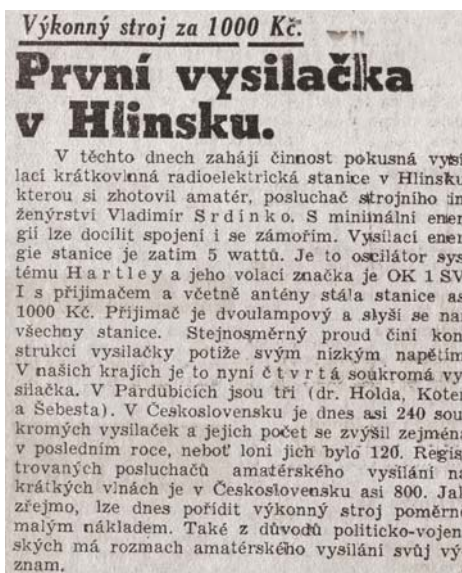 Výkonný stroj za 1000 Kč.
První vysilačka
v Hlinsku.
V těchto dnech zahájí činnost pokusná vysí
lací krátkovlnná radioelektrická stanice v Hlinsku
kterou si zhotovil amatér, posluchač strojního in
ženýrství Vladimír Srdínko. S minimální ener
gií lze docílit spojení i se zámořím. Vysílací ener
gie stanice je zatím 5 wattů. Je to oscilátor sys
tému Hartley a jeho volací značka je OK 1 SV
I s přijimačem a včetně antény stála stanice as
1000 Kč. Přijimač je dvoulampový a slyší se na
všechny stanice. Stejnosměrný proud činí kon
strukci vysilačky potíže svým nízkým napětím
V našich krajích je to nyní čtvrtá soukromá vy
silačka. V Pardubicích jsou tři (dr. Holda, Koter
a Šebesta). V Československu je dnes asi 240 sou
kromých vysilaček a jejich počet se zvýšil zejména
v posledním roce, neboť loni jich bylo 120. Regis
trovaných posluchačů amatérského vysilání na
krátkých vlnách je v Československu asi 800. Jak
zřejmo, lze dnes pořídit výkonný stroj poměrně
malým nákladem. Také z důvodů politicko-vojen
ských má rozmach amatérského vysilání svůj vý
znam.